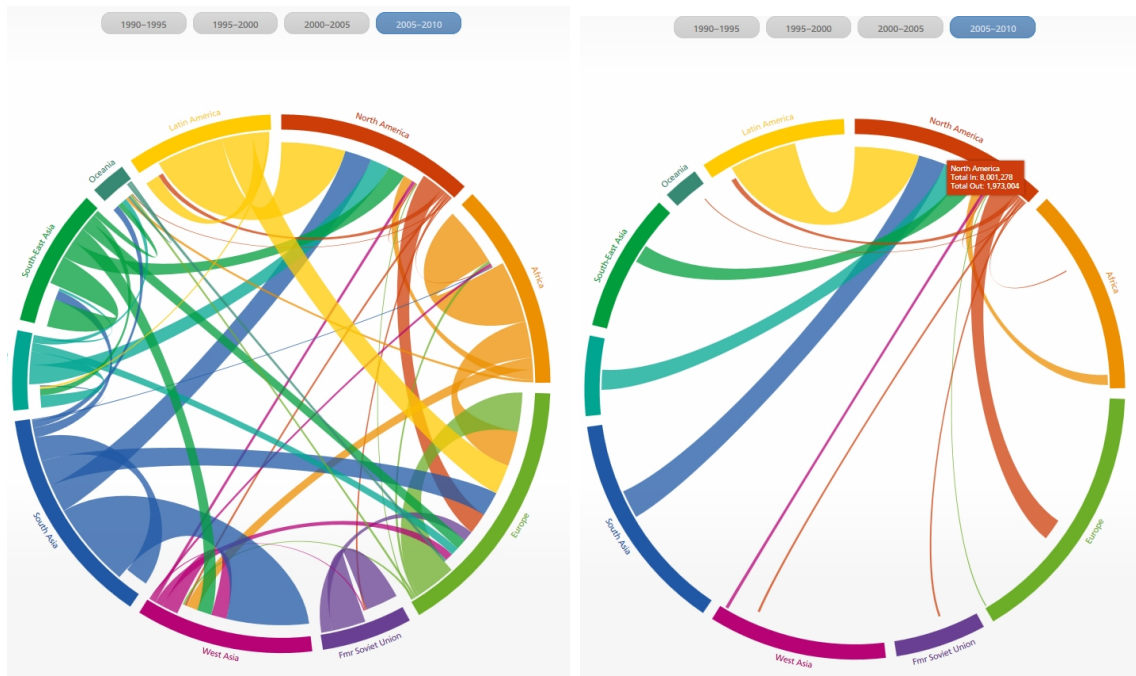 1990–1995
1995–2000
2000–2005
2005–2010
Latin America
North America
Oceania
South-East Asia
Africa
South Asia
Europe
West Asia
Fmr Soviet Union
1990–1995
1995–2000
2000–2005
2005–2010
Latin America
North America
North America
Total In: 8,001,278
Total Out: 1,973,004
Oceania
South-East Asia
Africa
South Asia
Europe
West Asia
Fmr Soviet Union